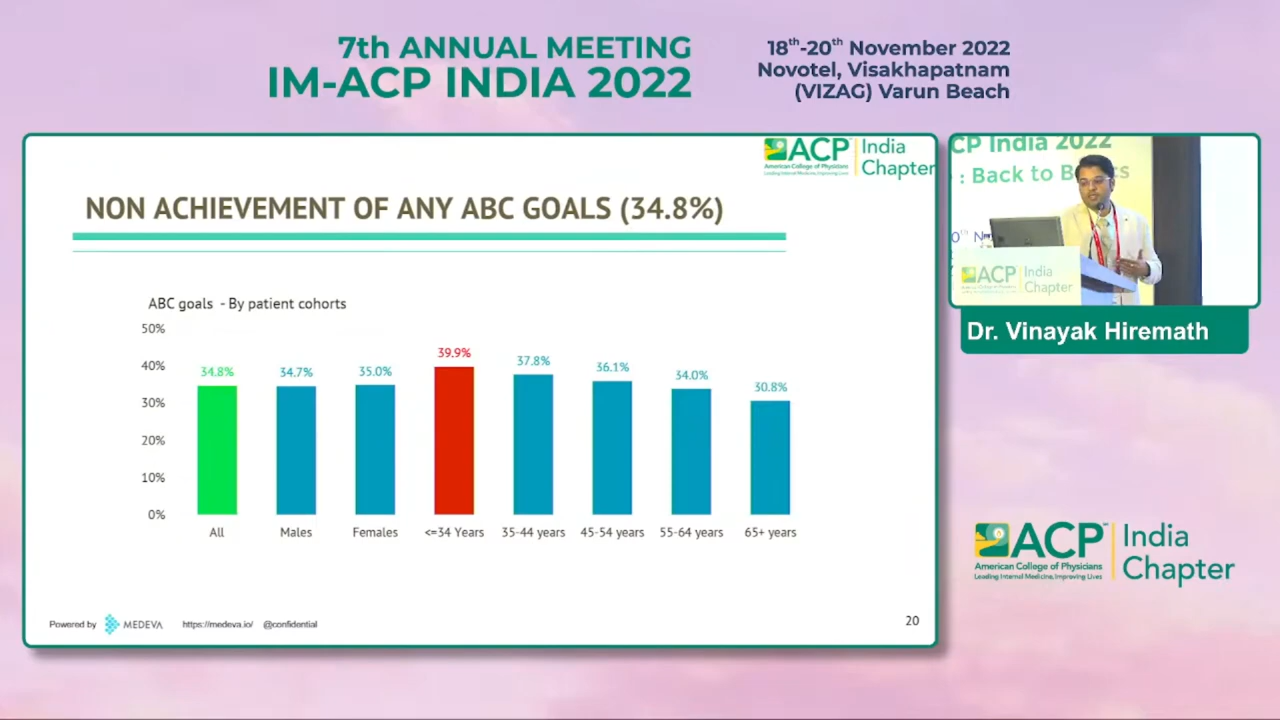 7th ANNUAL MEETING
IM-ACP INDIA 2022
18th-20th November 2022
Novotel, Visakhapatnam
(VIZAG) Varun Beach
ACP
American College of Physicians
Leading Internal Medicine, Improving Lives
India
Chapter
NON ACHIEVEMENT OF ANY ABC GOALS (34.8%)
ABC goals - By patient cohorts
50%
40%
30%
20%
10%
0%
34.8%
34.7%
35.0%
39.9%
37.8%
36.1%
34.0%
30.8%
All
Males
Females
<=34 Years
35-44 years
45-54 years
55-64 years
65+ years
Powered by
MEDEVA
https://medeva.io/
@confidential
20
CP India 2022
: Back to
ACP
India
Chapter
Dr. Vinayak Hiremath
ACP
American College of Physicians
Leading Internal Medicine, Improving Lives
India
Chapter